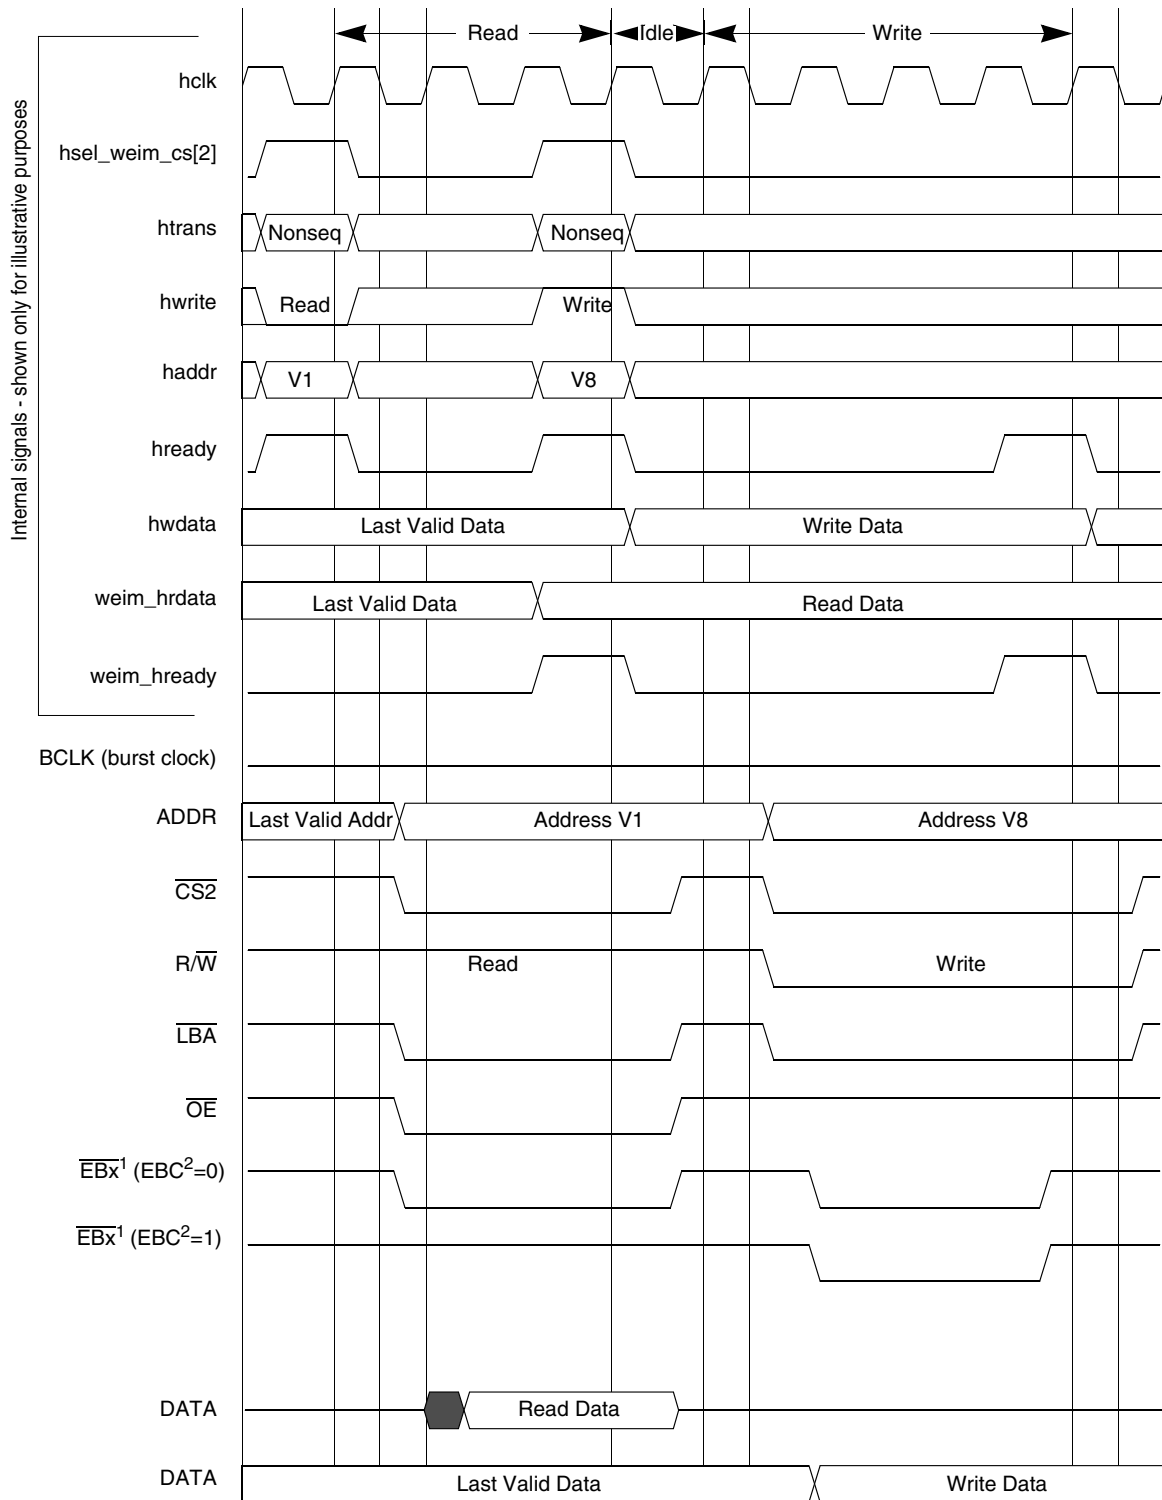 Read Idle Write
Internal signals - shown only for illustrative purposes
hclk
hsel_weim_cs[2]
htrans Nonseq Nonseq
hwrite Read Write
haddr V1 V8
hready
hwdata Last Valid Data Write Data
weim_hrdata Last Valid Data Read Data
weim_hready
BCLK (burst clock)
ADDR Last Valid Addr Address V1 Address V8
CS2
R/W Read Write
LBA
OE
EBx¹ (EBC²=0)
EBx¹ (EBC²=1)
DATA Read Data
DATA Last Valid Data Write Data